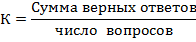 К = Сумма верных ответов
число вопросов